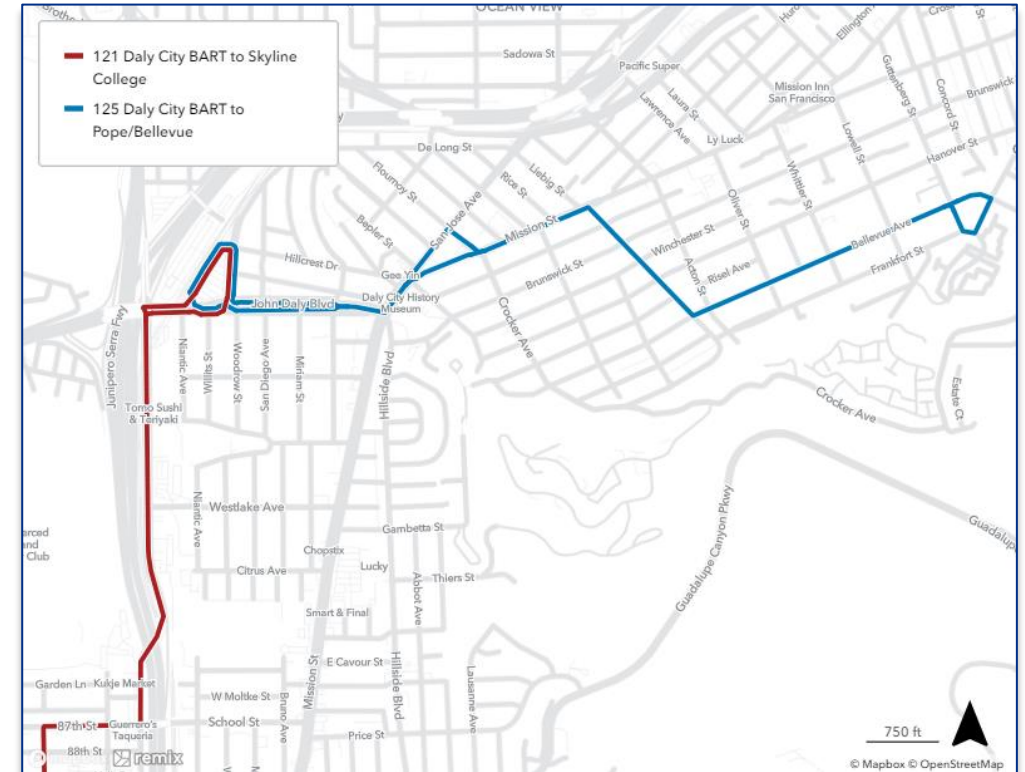 OCEAN VIEW
121 Daly City BART to Skyline
College
125 Daly City BART to
Pope/Bellevue
Sadowa St
Pacific Super
Ellington
Cross
Mission Inn
San Francisco
Guttenberg St
Concord St
Brunswick
Laura St
Lawrence Ave
Ly Luck
Lowell St
Hanover St
De Long St
Flournoy St
Liebig St
Rice St
Whittier St
Oliver St
Bepler St
San Jose Ave
Mission St
Bellevue Ave
Winchester St
Frankfort St
Hillcrest Dr
Gee Yin
Brunswick St
Acton St
Risel Ave
John Daly Blvd
Daly City History
Museum
Crocker Ave
Junipero Serra Fwy
Niantic Ave
Willits St
Woodrow St
San Diego Ave
Miriam St
Hillside Blvd
Tomo Sushi
& Teriyaki
Crocker Ave
Estate Ct
Niantic Ave
Westlake Ave
Gambetta St
Guadalupe Canyon Pkwy
Guadalupe
Club
Chopstix
Citrus Ave
Lucky
Abbot Ave
Thiers St
Smart & Final
E Cavour St
Mission St
Hillside Blvd
Lausanne Ave
Garden Ln
Kukje Market
W Moltke St
Bruno Ave
87th St
Guerrero's
Taqueria
School St
Price St
88th St
remix
750 ft
© Mapbox © OpenStreetMap